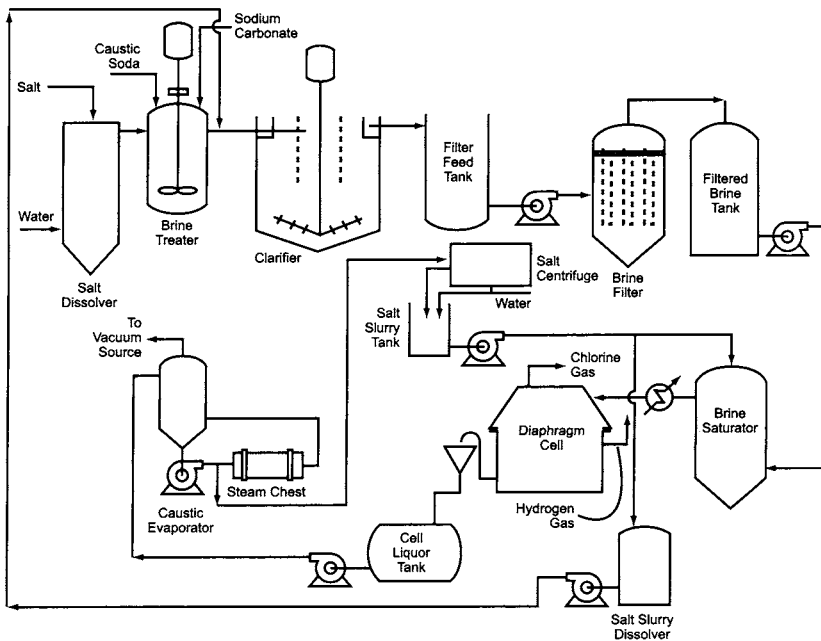 Sodium
Carbonate
Caustic
Soda
Salt
Water
Salt
Dissolver
Brine
Treater
Clarifier
Filter
Feed
Tank
Brine
Filter
Filtered
Brine
Tank
Salt
Centrifuge
Water
Salt
Slurry
Tank
To
Vacuum
Source
Chlorine
Gas
Diaphragm
Cell
Brine
Saturator
Steam Chest
Caustic
Evaporator
Hydrogen
Gas
Cell
Liquor
Tank
Salt Slurry
Dissolver